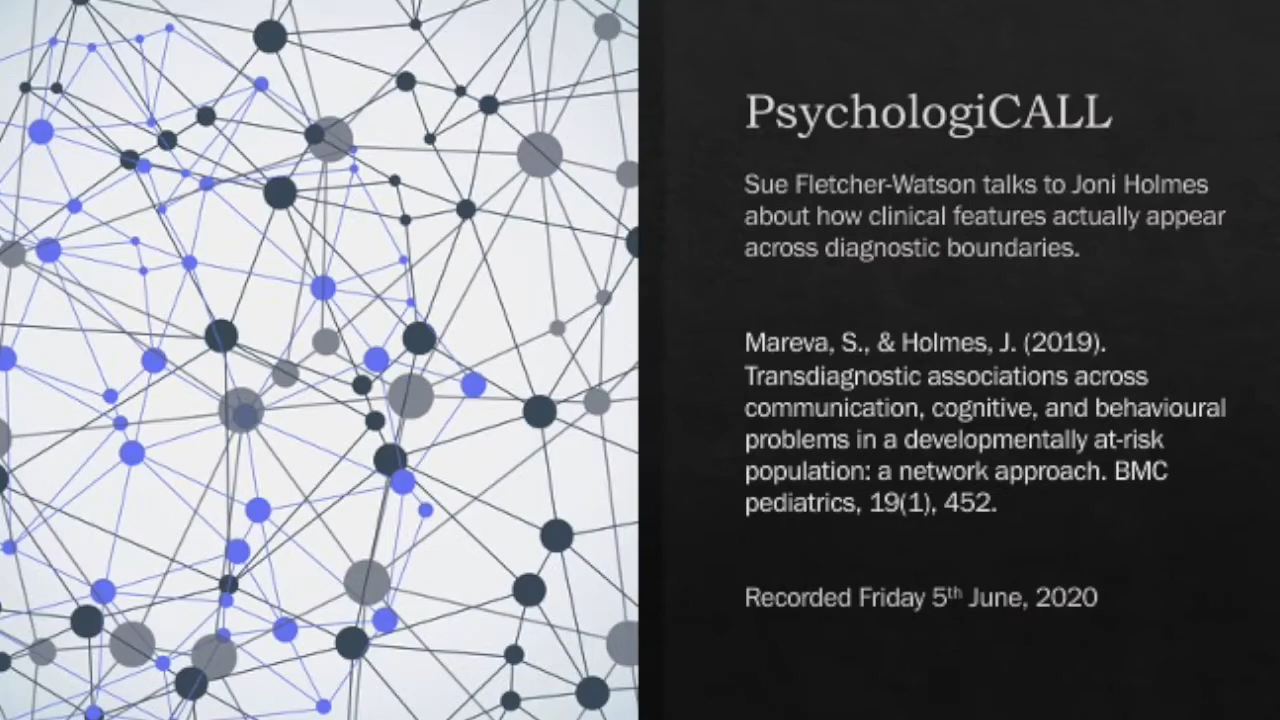 PsychologiCALL
Sue Fletcher-Watson talks to Joni Holmes
about how clinical features actually appear
across diagnostic boundaries.
Mareva, S., & Holmes, J. (2019).
Transdiagnostic associations across
communication, cognitive, and behavioural
problems in a developmentally at-risk
population: a network approach. BMC
pediatrics, 19(1), 452.
Recorded Friday 5th June, 2020